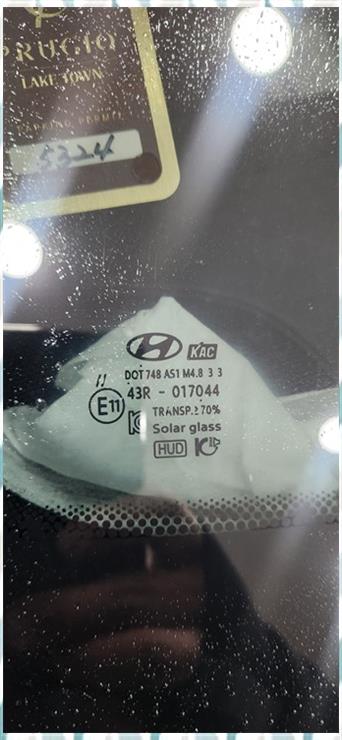 PRUGIO
LAKE TOWN
PARKING PERMIT
5324
KAC
DOT 748 AS1 M4.8 3 3
43R - 017044
E11
TRANSP.≥70%
Solar glass
HUD